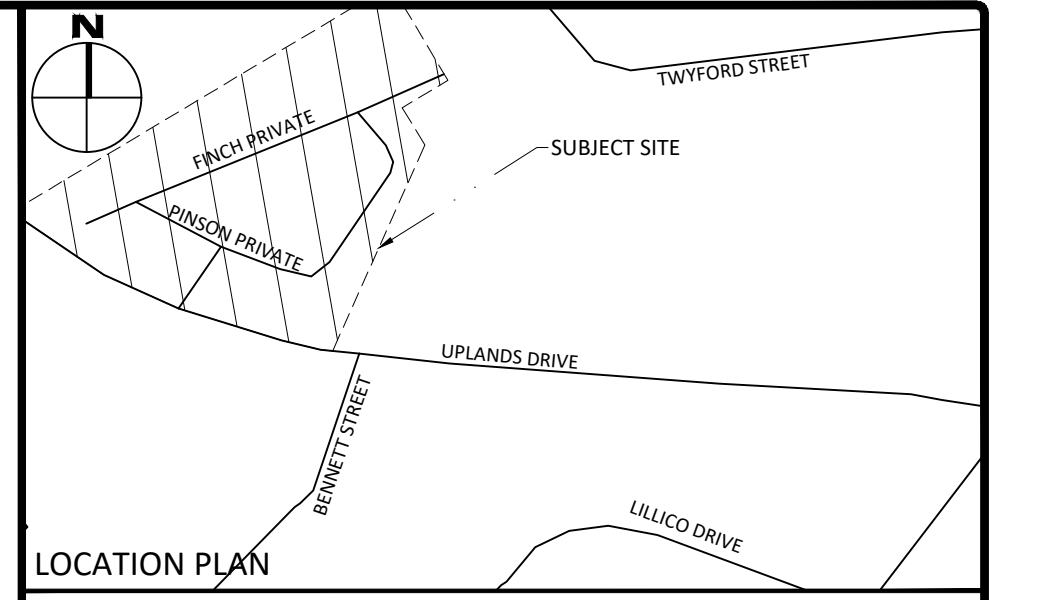 N
TWYFORD STREET
FINCH PRIVATE
SUBJECT SITE
PINSON PRIVATE
UPLANDS DRIVE
BENNETT STREET
LILLICO DRIVE
LOCATION PLAN